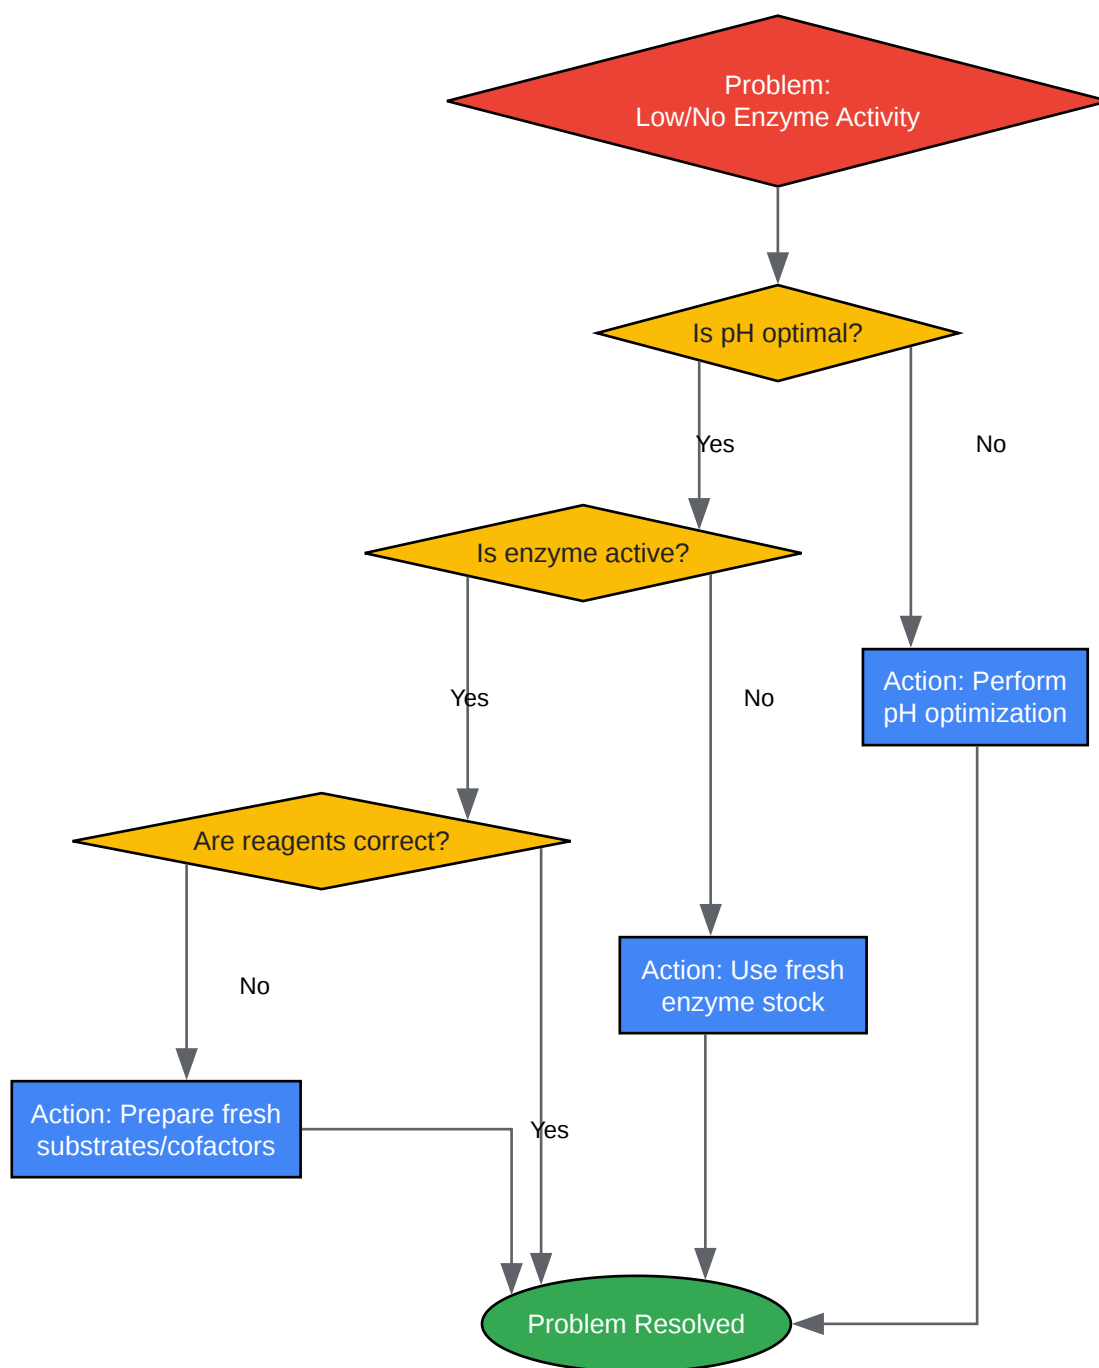 Problem:
Low/No Enzyme Activity
Is pH optimal?
Yes
No
Is enzyme active?
Yes
No
Action: Perform
pH optimization
Are reagents correct?
No
Action: Use fresh
enzyme stock
Action: Prepare fresh
substrates/cofactors
Yes
Problem Resolved